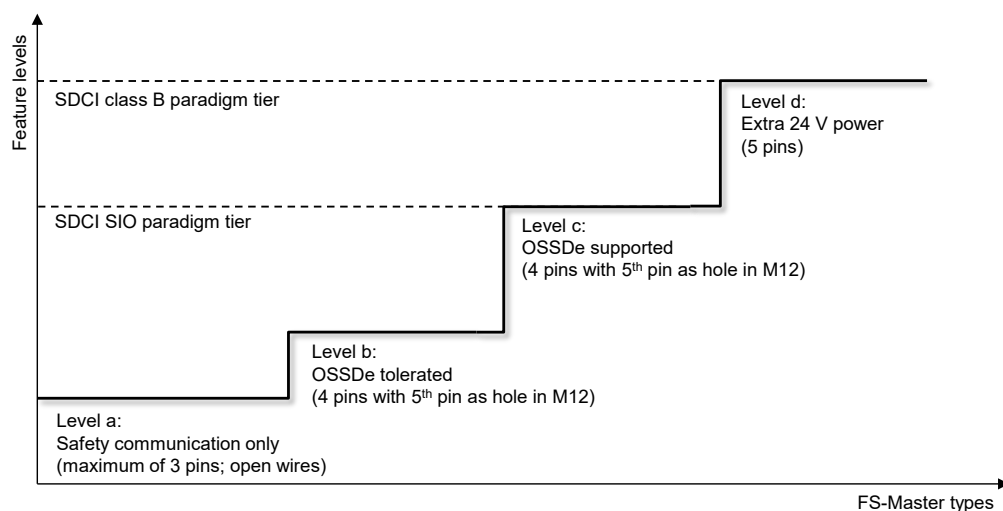 Feature levels
SDCI class B paradigm tier
Level d:
Extra 24 V power
(5 pins)
SDCI SIO paradigm tier
Level c:
OSSDe supported
(4 pins with 5th pin as hole in M12)
Level b:
OSSDe tolerated
(4 pins with 5th pin as hole in M12)
Level a:
Safety communication only
(maximum of 3 pins; open wires)
FS-Master types